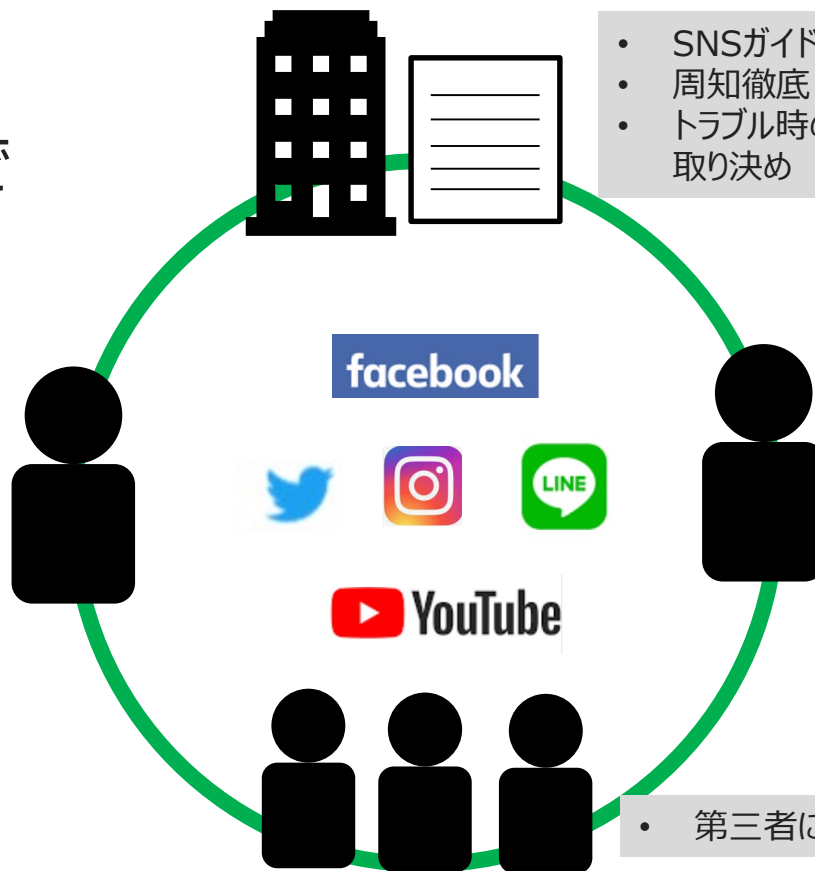 • SNSガイド
• 周知徹底
• トラブル時の
取り決め
で
facebook
LINE
YouTube
• 第三者に